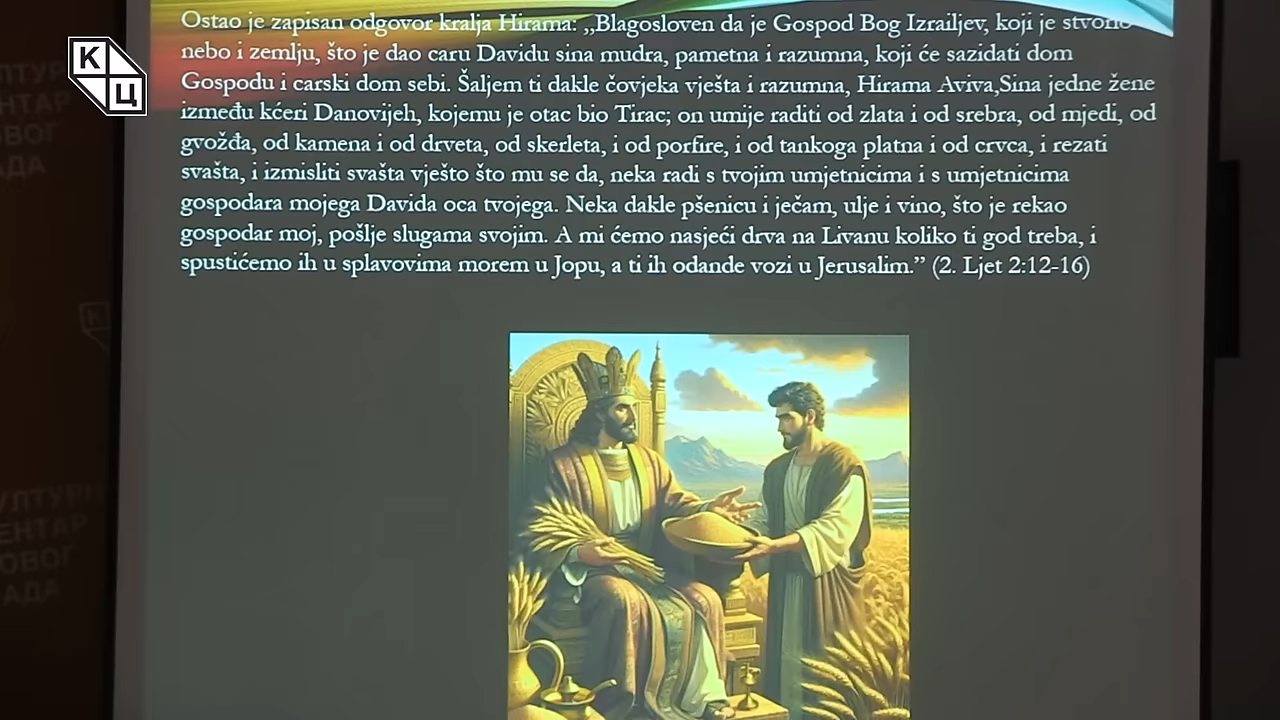 Ostao je zapisan odgovor kralja Hirama: „Blagosloven da je Gospod Bog Izrailjev, koji je stvorio
nebo i zemlju, što je dao caru Davidu sina mudra, pametna i razumna, koji će sazidati dom
Gospodu i carski dom sebi. Šaljem ti dakle čovjeka vješta i razumna, Hirama Aviva,Sina jedne žene
između kćeri Danovijeh, kojemu je otac bio Tirac; on umije raditi od zlata i od srebra, od mjedi, od
gvožđa, od kamena i od drveta, od skerleta, i od porfire, i od tankoga platna i od crvca, i rezati
svašta, i izmisliti svašta vješto što mu se da, neka radi s tvojim umjetnicima i s umjetnicima
gospodara mojega Davida oca tvojega. Neka dakle pšenicu i ječam, ulje i vino, što je rekao
gospodar moj, pošlje slugama svojim. A mi ćemo nasjeći drva na Livanu koliko ti god treba, i
spustićemo ih u splavovima morem u Jopu, a ti ih odande vozi u Jerusalim.” (2. Ljet 2:12-16)
К
Ц